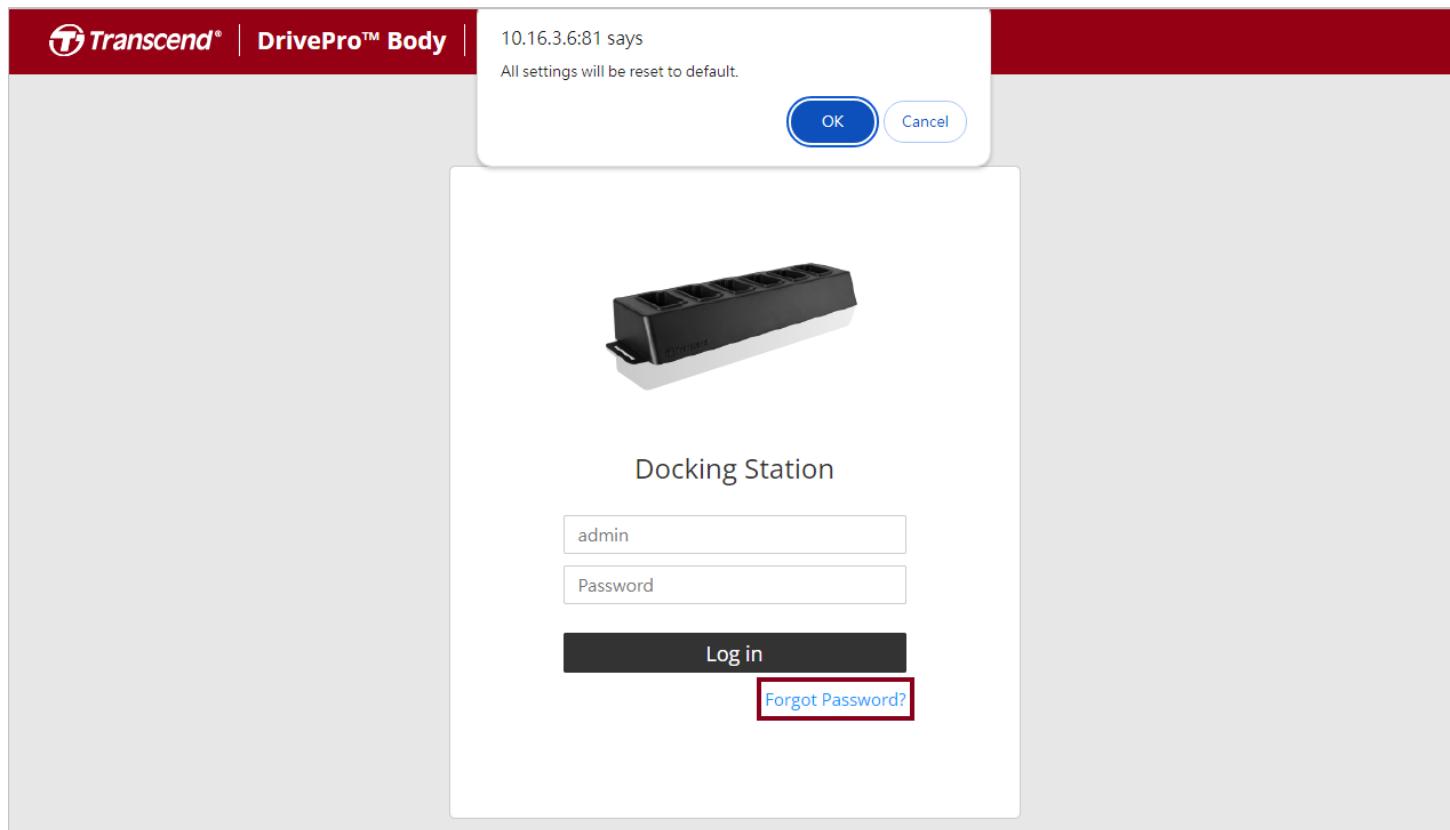 Transcend® DrivePro™ Body
10.16.3.6:81 says
All settings will be reset to default.
OK Cancel
Transcend
Docking Station
admin
Password
Log in
Forgot Password?